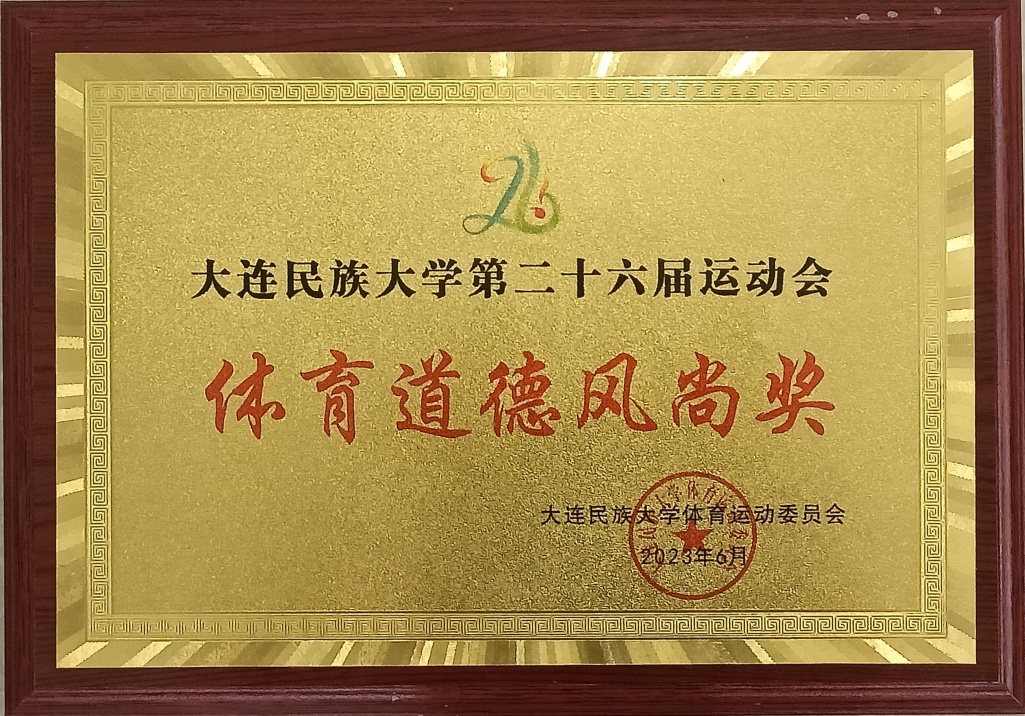 26
大连民族大学第二十六届运动会
体育道德风尚奖
大连民族大学体育运动委员会
2023年6月